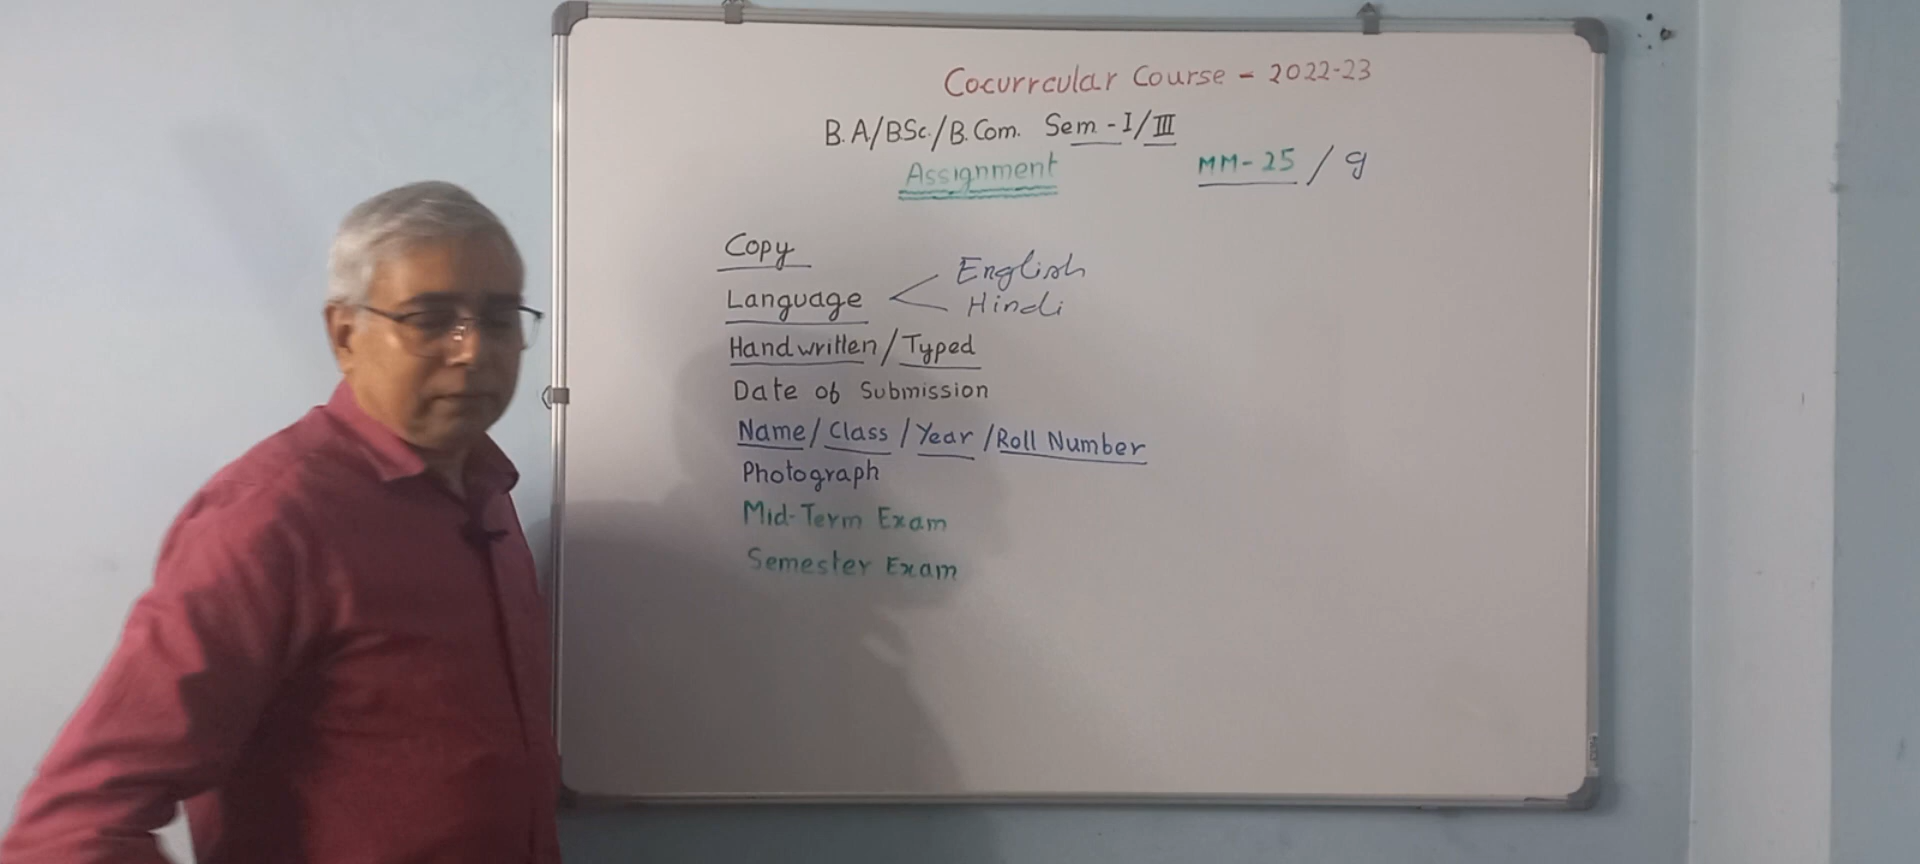 Cocurrcular Course - 2022-23
B.A/BSc./B.Com. Sem-I/III
Assignment MM-25 / 9
Copy
Language < English
Hindi
Handwritten/Typed
Date of Submission
Name/Class/Year/Roll Number
Photograph
Mid-Term Exam
Semester Exam